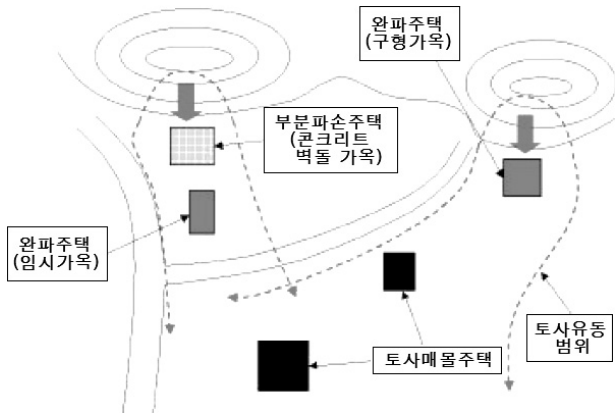 완파주택
(구형가옥)
부분파손주택
(콘크리트
벽돌 가옥)
완파주택
(임시가옥)
토사유동
범위
토사매몰주택